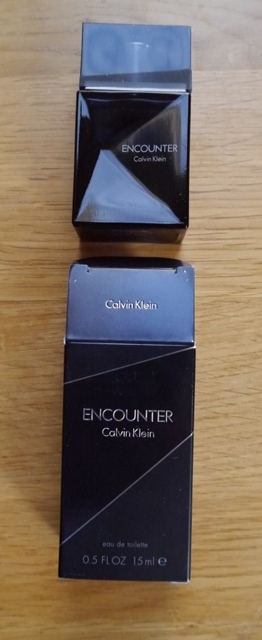 ENCOUNTER
Calvin Klein
Calvin Klein
ENCOUNTER
Calvin Klein
eau de toilette
0.5 FL OZ 15 ml e